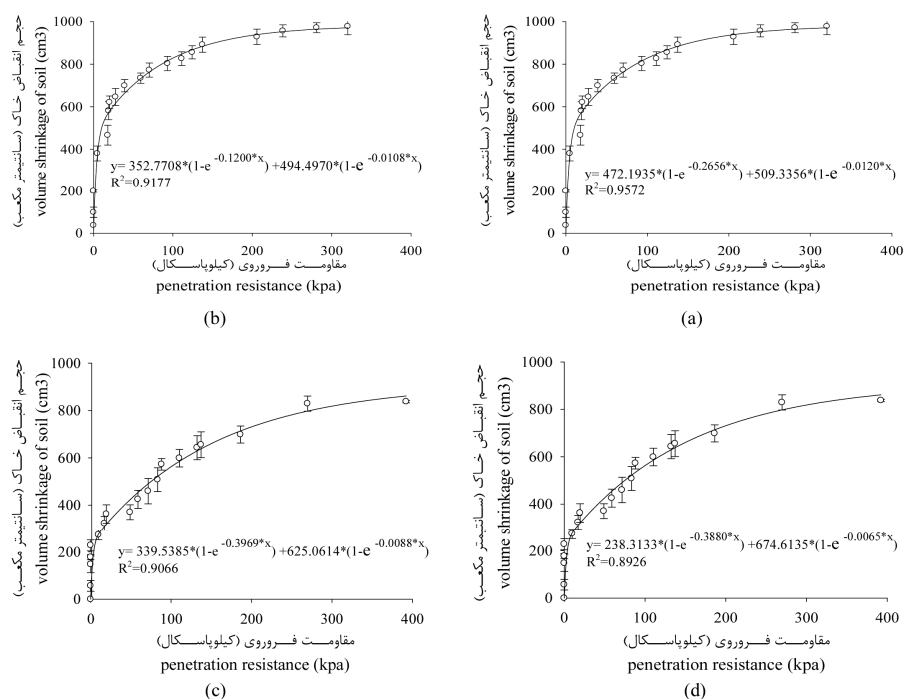 1000
800
600
400
200
0
0 100 200 300 400
حجم انقباض خاک (سانتیمتر مکعب)
volume shrinkage of soil (cm3)
y= 352.7708*(1-e -0.1200*x) +494.4970*(1-e -0.0108*x)
R2=0.9177
مقاومت فروروی (کیلوپاسکال)
penetration resistance (kpa)
(b)
1000
800
600
400
200
0
0 100 200 300 400
حجم انقباض خاک (سانتیمتر مکعب)
volume shrinkage of soil (cm3)
y= 472.1935*(1-e -0.2656*x) +509.3356*(1-e -0.0120*x)
R2=0.9572
مقاومت فروروی (کیلوپاسکال)
penetration resistance (kpa)
(a)
1000
800
600
400
200
0
0 100 200 300 400
حجم انقباض خاک (سانتیمتر مکعب)
volume shrinkage of soil (cm3)
y= 339.5385*(1-e -0.3969*x) +625.0614*(1-e -0.0088*x)
R2=0.9066
مقاومت فروروی (کیلوپاسکال)
penetration resistance (kpa)
(c)
1000
800
600
400
200
0
0 100 200 300 400
حجم انقباض خاک (سانتیمتر مکعب)
volume shrinkage of soil (cm3)
y= 238.3133*(1-e -0.3880*x) +674.6135*(1-e -0.0065*x)
R2=0.8926
مقاومت فروروی (کیلوپاسکال)
penetration resistance (kpa)
(d)